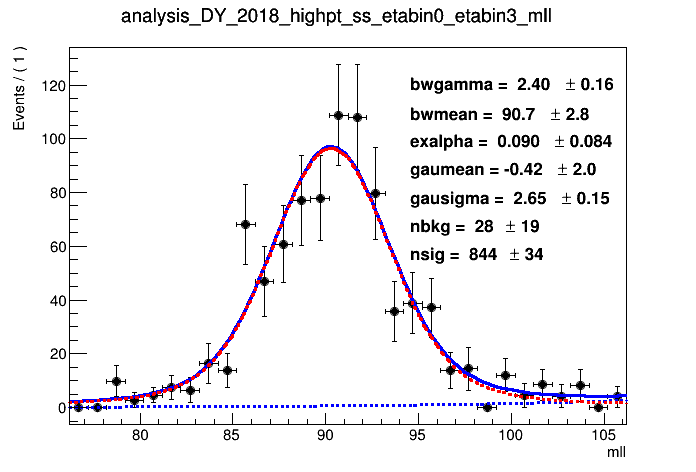 analysis_DY_2018_highpt_ss_etabin0_etabin3_mll
Events / ( 1 )
120
100
80
60
40
20
0
bwgamma = 2.40 ± 0.16
bwmean = 90.7 ± 2.8
exalpha = 0.090 ± 0.084
gaumean = -0.42 ± 2.0
gausigma = 2.65 ± 0.15
nbkg = 28 ± 19
nsig = 844 ± 34
80 85 90 95 100 105
mll